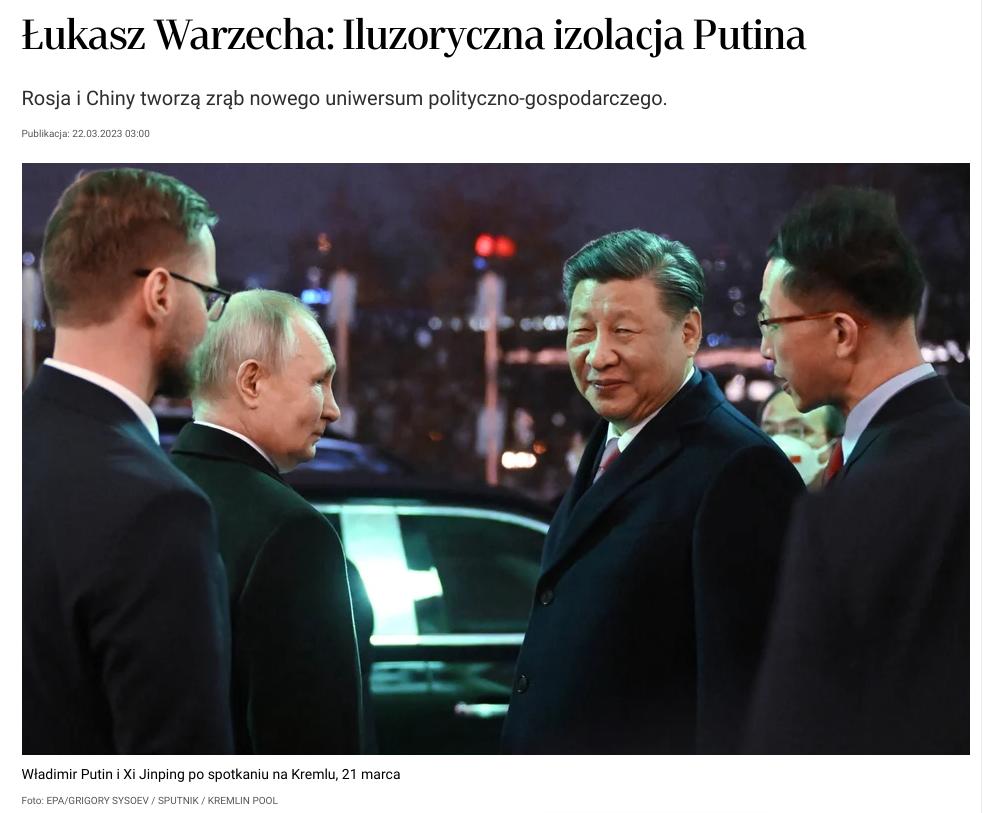 Łukasz Warzecha: Iluzoryczna izolacja Putina
Rosja i Chiny tworzą zrąb nowego uniwersum polityczno-gospodarczego.
Publikacja: 22.03.2023 03:00
Władimir Putin i Xi Jinping po spotkaniu na Kremlu, 21 marca
Foto: EPA/GRIGORY SYSOEV / SPUTNIK / KREMLIN POOL